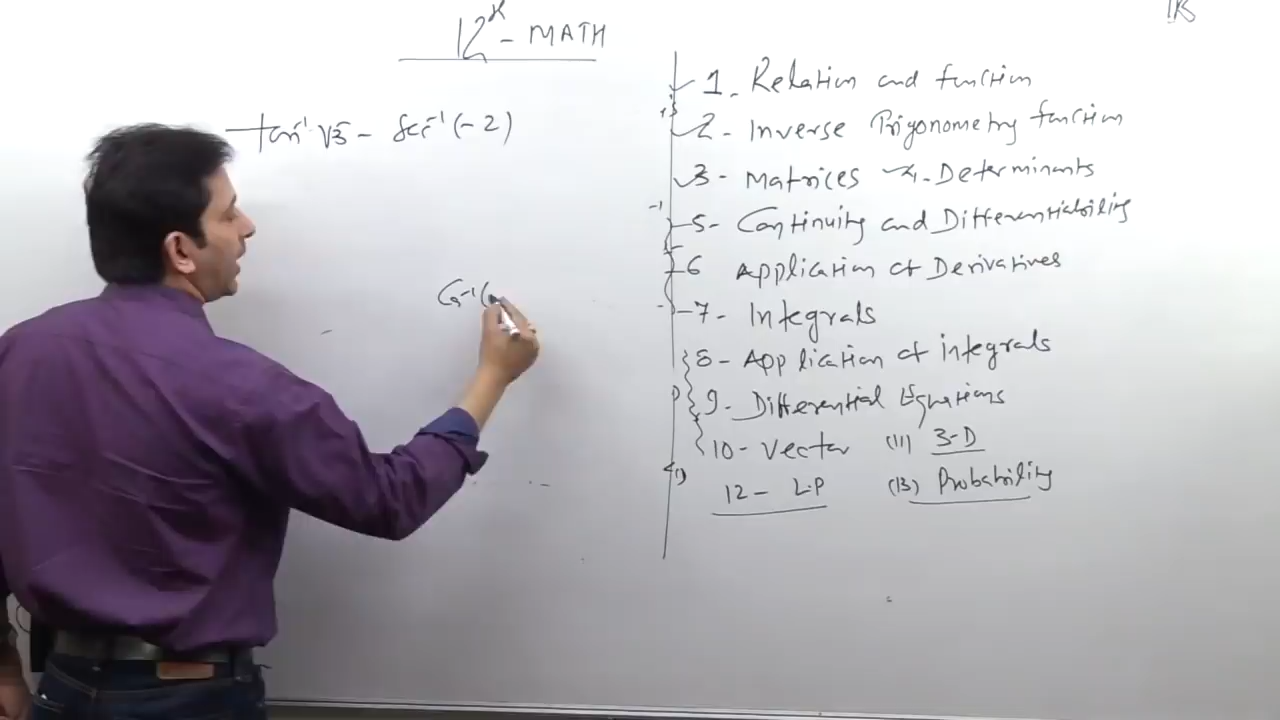 12th - MATH
tan⁻¹ √3 - Sec⁻¹ (-2)
Cos⁻¹(
1 - Relation and function
2 - Inverse Trigonometry function
3 - Matrices 4. Determinants
5 - Continuity and Differentiability
6 Application of Derivatives
7 - Integrals
8 - Application of integrals
9 - Differential Equations
10 - Vector (11) 3-D
12 - L.P (13) Probability